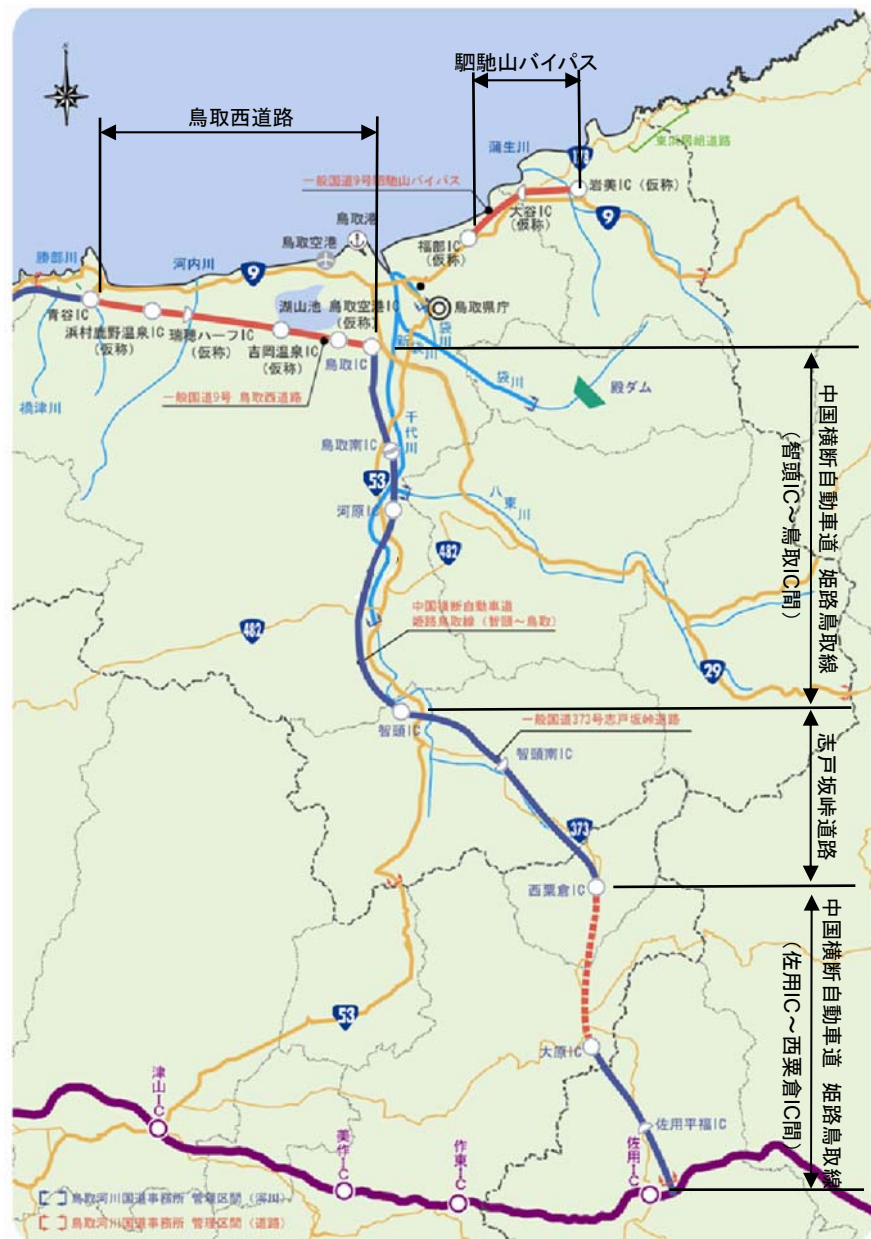 駟馳山バイパス
鳥取西道路
東浜居組道路
蒲生川
178
岩美IC(仮称)
一般国道9号駟馳山バイパス
大谷IC
(仮称)
9
鳥取港
鳥取空港
福部IC
(仮称)
勝部川
河内川
9
湖山池
鳥取空港IC
(仮称)
鳥取県庁
袋川
新袋川
青谷IC
浜村鹿野温泉IC
(仮称)
瑞穂ハーフIC
(仮称)
吉岡温泉IC
(仮称)
鳥取IC
袋川
殿ダム
橋津川
一般国道9号 鳥取西道路
千代川
鳥取南IC
53
八東川
河原IC
482
中国横断自動車道 姫路鳥取線
(智頭IC~鳥取IC間)
中国横断自動車道
姫路鳥取線(智頭~鳥取)
482
29
智頭IC
一般国道373号志戸坂峠道路
智頭南IC
志戸坂峠道路
373
西粟倉IC
53
中国横断自動車道 姫路鳥取線
(佐用IC~西粟倉IC間)
大原IC
津山IC
佐用平福IC
美作IC
作東IC
佐用IC
鳥取河川国道事務所 管理区間(河川)
鳥取河川国道事務所 管理区間(道路)